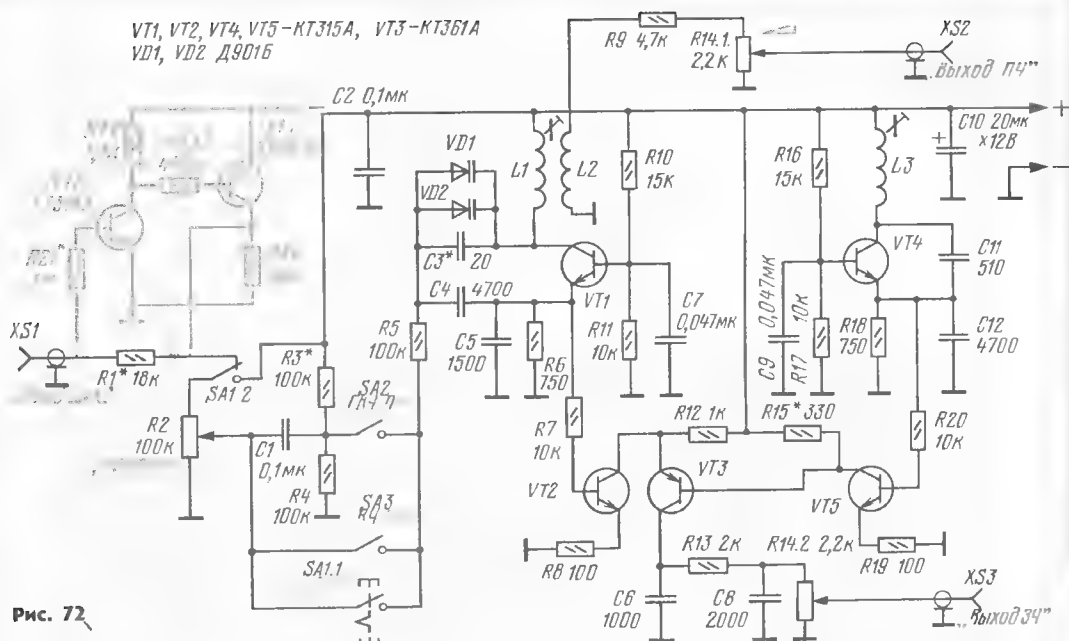 VT1, VT2, VT4, VT5 – КТ315А, VT3 – КТ361А
VD1, VD2 Д901Б
R9 4,7к
R14.1
2,2к
XS2
„Выход ПЧ”
C2 0,1мк
VD1
VD2
C3* 20
C4 4700
L1
L2
R10
15к
R16
15к
L3
C10 20мк
×12В
+
+
–
VT1
VT4
C11
510
C7
0,047мк
C9 0,047мк
R17 10к
R18
750
C12
4700
XS1
R1* 18к
SA1.2
R3*
100к
R5
100к
C5
1500
R6
750
R11
10к
R2
100к
C1
0,1мк
R4
100к
SA2
SA3
SA1.1
R7
10к
R12 1к
R15* 330
R20
10к
VT2
VT3
VT5
R8 100
R13 2к
R14.2 2,2к
R19 100
C6
1000
C8
2000
XS3
„Выход ЗЧ”
Рис. 72